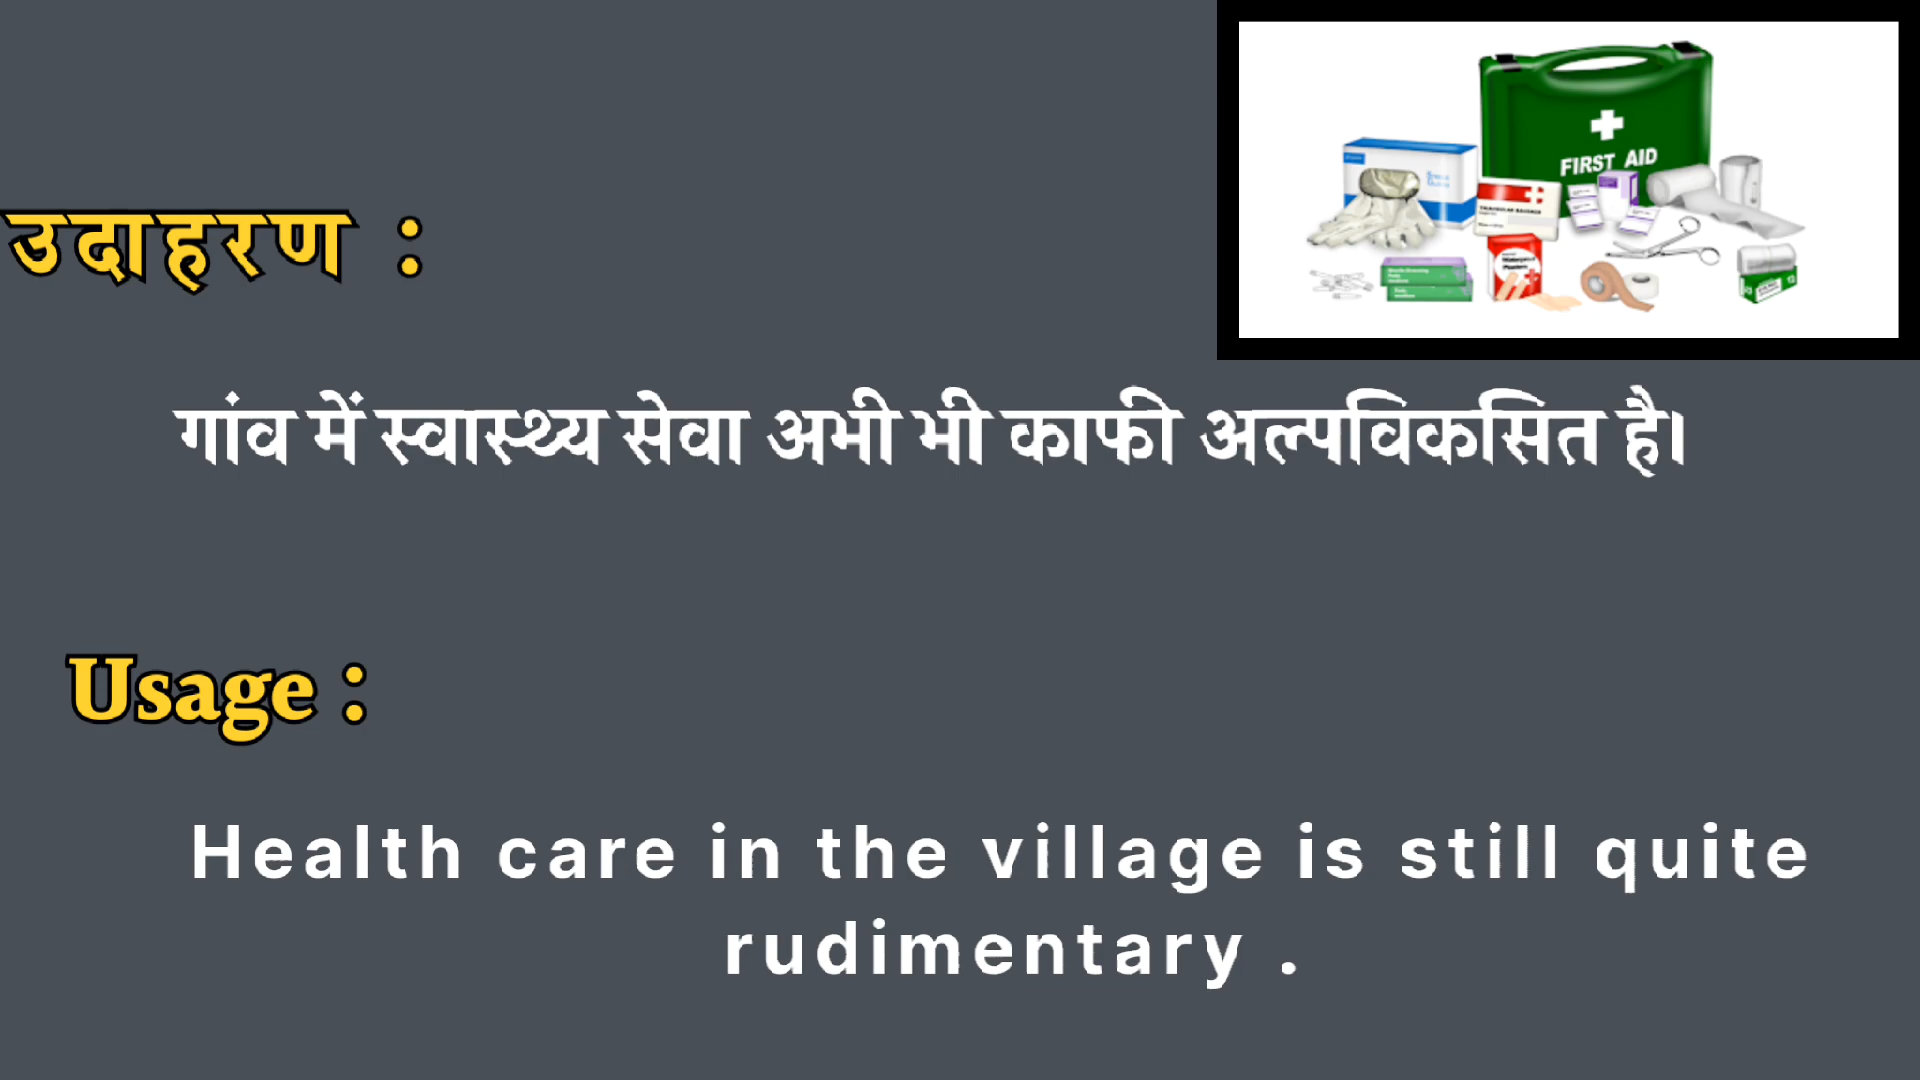 FIRST AID
उदाहरण :
गांव में स्वास्थ्य सेवा अभी भी काफी अल्पविकसित है।
Usage :
Health care in the village is still quite
rudimentary .